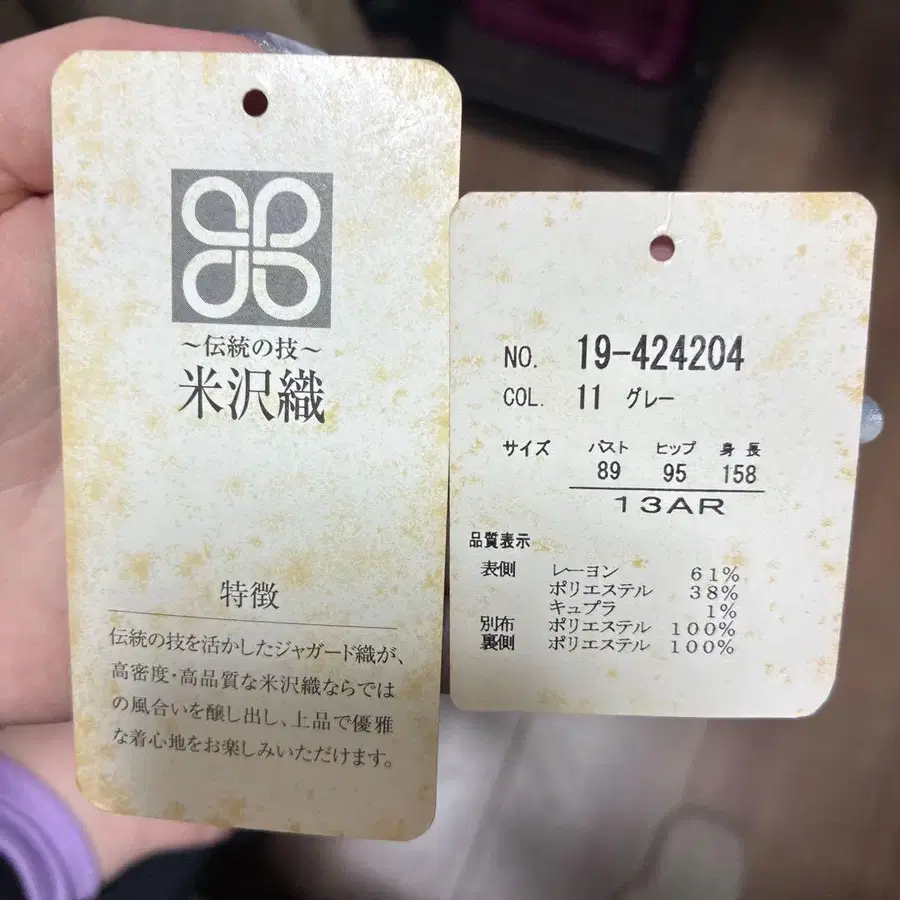 ～伝統の技～
米沢織
特徴
伝統の技を活かしたジャガード織が、
高密度・高品質な米沢織ならでは
の風合いを醸し出し、上品で優雅
な着心地をお楽しみいただけます。
NO. 19-424204
COL. 11 グレー
サイズ バスト ヒップ 身長
89 95 158
13AR
品質表示
表側 レーヨン 61%
ポリエステル 38%
キュプラ 1%
別布 ポリエステル 100%
裏側 ポリエステル 100%